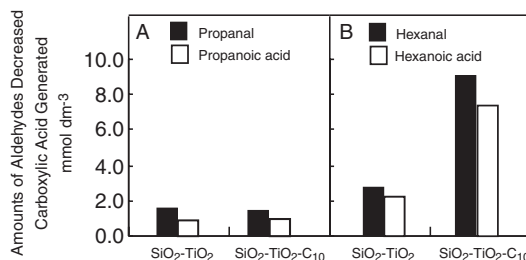 Amounts of Aldehydes Decreased
Carboxylic Acid Generated
mmol dm-3
A
Propanal
Propanoic acid
B
Hexanal
Hexanoic acid
10.0
8.0
6.0
4.0
2.0
0.0
SiO₂-TiO₂
SiO₂-TiO₂-C₁₀
SiO₂-TiO₂
SiO₂-TiO₂-C₁₀